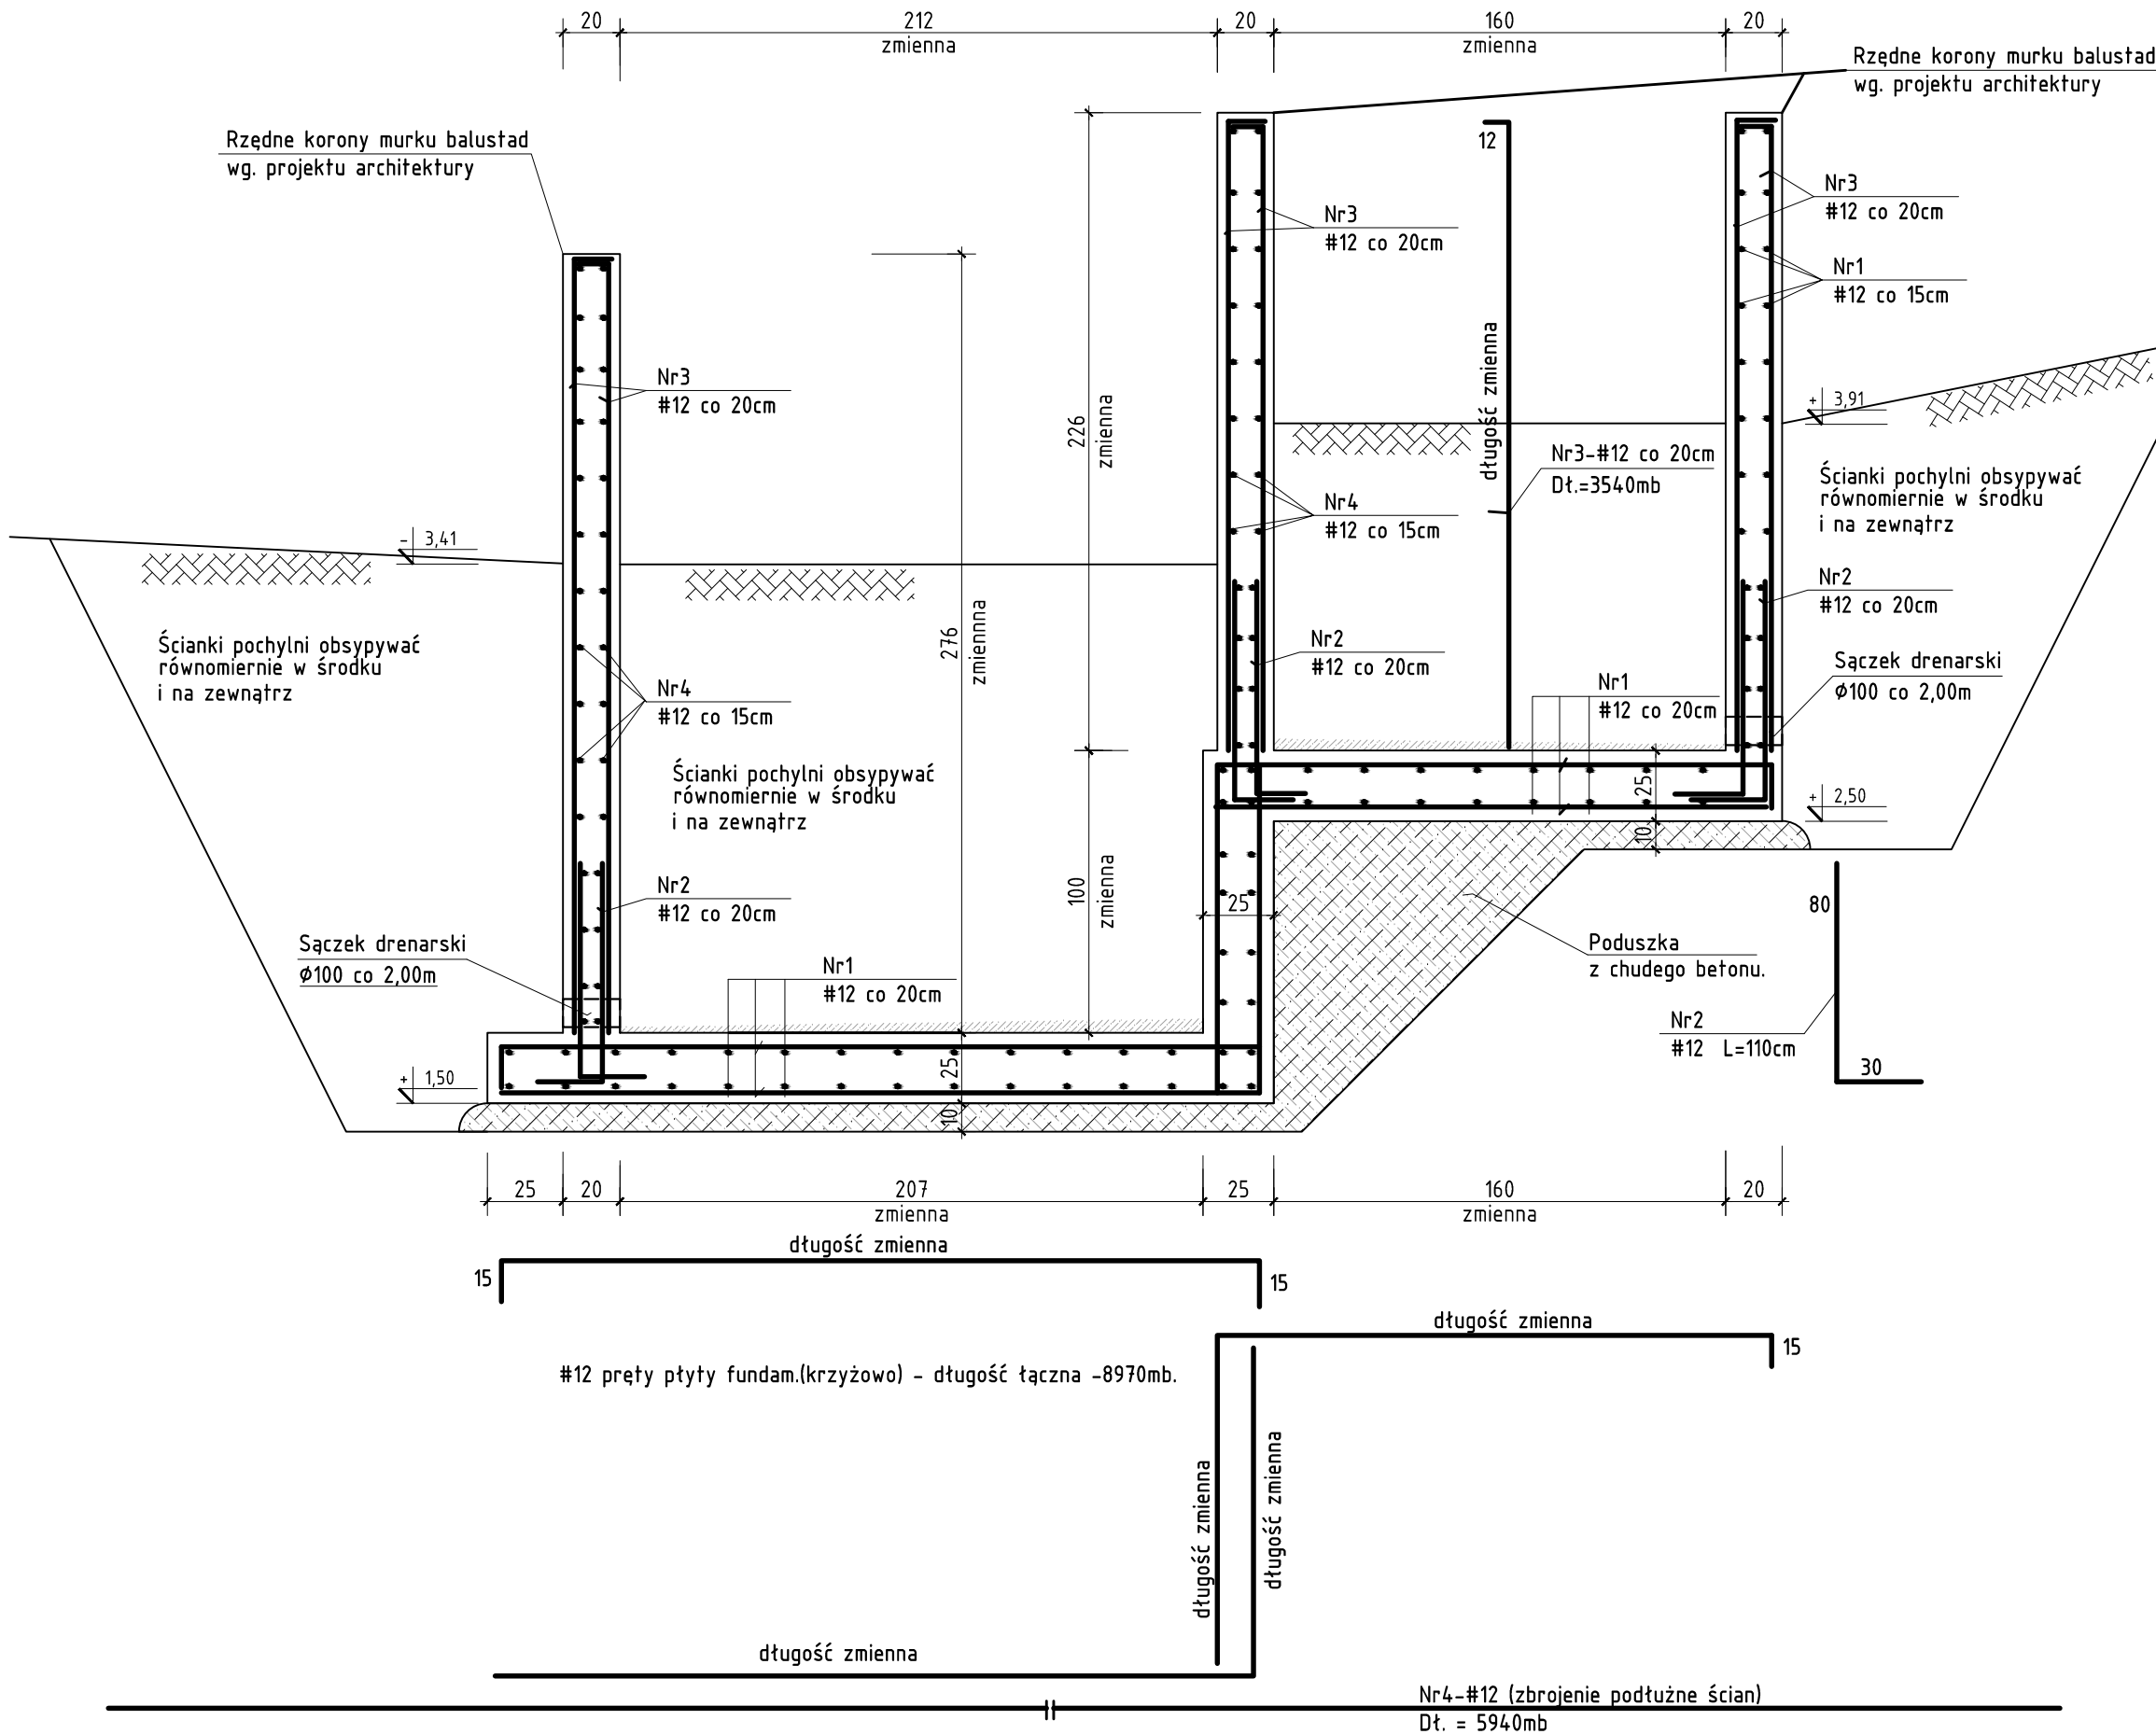 20
212
zmienna
20
160
zmienna
20
Rzędne korony murku balustad
wg. projektu architektury
Rzędne korony murku balustad
wg. projektu architektury
12
Nr3
#12 co 20cm
Nr3
#12 co 20cm
Nr1
#12 co 15cm
Nr3
#12 co 20cm
226
zmienna
długość zmienna
+ 3,91
Nr3-#12 co 20cm
Dł.=3540mb
Ścianki pochylni obsypywać
równomiernie w środku
i na zewnątrz
Nr4
#12 co 15cm
- 3,41
Nr2
#12 co 20cm
Ścianki pochylni obsypywać
równomiernie w środku
i na zewnątrz
276
zmiennna
Nr2
#12 co 20cm
Sączek drenarski
ϕ100 co 2,00m
Nr4
#12 co 15cm
Nr1
#12 co 20cm
Ścianki pochylni obsypywać
równomiernie w środku
i na zewnątrz
25
+ 2,50
10
100
zmienna
25
80
Nr2
#12 co 20cm
Sączek drenarski
ϕ100 co 2,00m
Nr1
#12 co 20cm
Poduszka
z chudego betonu.
Nr2
#12 L=110cm
30
25
+ 1,50
10
25
20
207
zmienna
25
160
zmienna
20
długość zmienna
15
15
długość zmienna
15
#12 pręty płyty fundam.(krzyżowo) - długość łączna -8970mb.
długość zmienna
długość zmienna
długość zmienna
Nr4-#12 (zbrojenie podłużne ścian)
Dł. = 5940mb